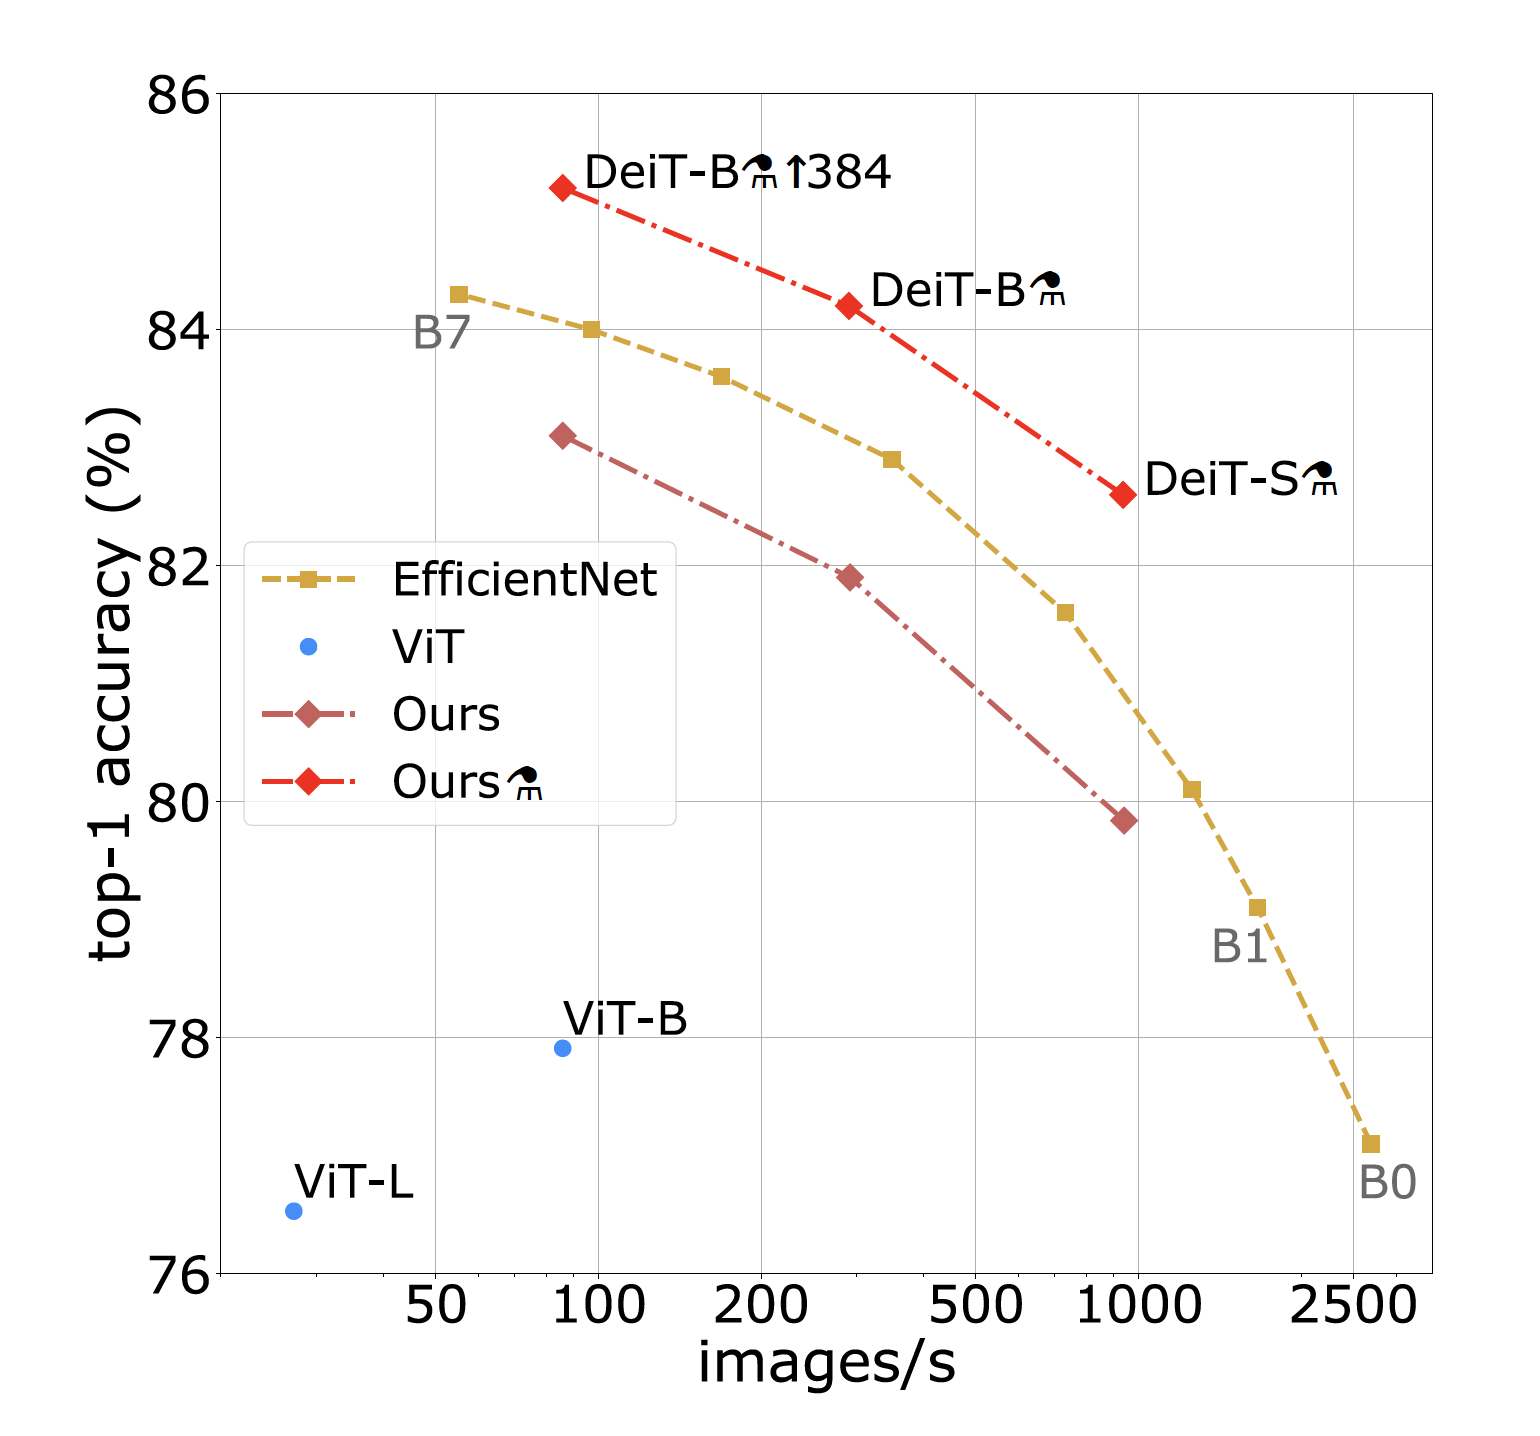 86
DeiT-B⚗↑384
DeiT-B⚗
84
B7
DeiT-S⚗
82
EfficientNet
ViT
Ours
Ours⚗
80
top-1 accuracy (%)
B1
78
ViT-B
ViT-L
B0
76
50 100 200 500 1000 2500
images/s